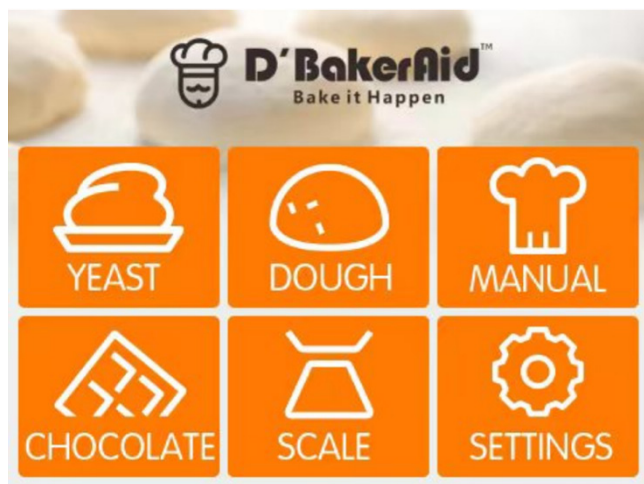 D'BakerAid™
Bake it Happen
YEAST
DOUGH
MANUAL
CHOCOLATE
SCALE
SETTINGS